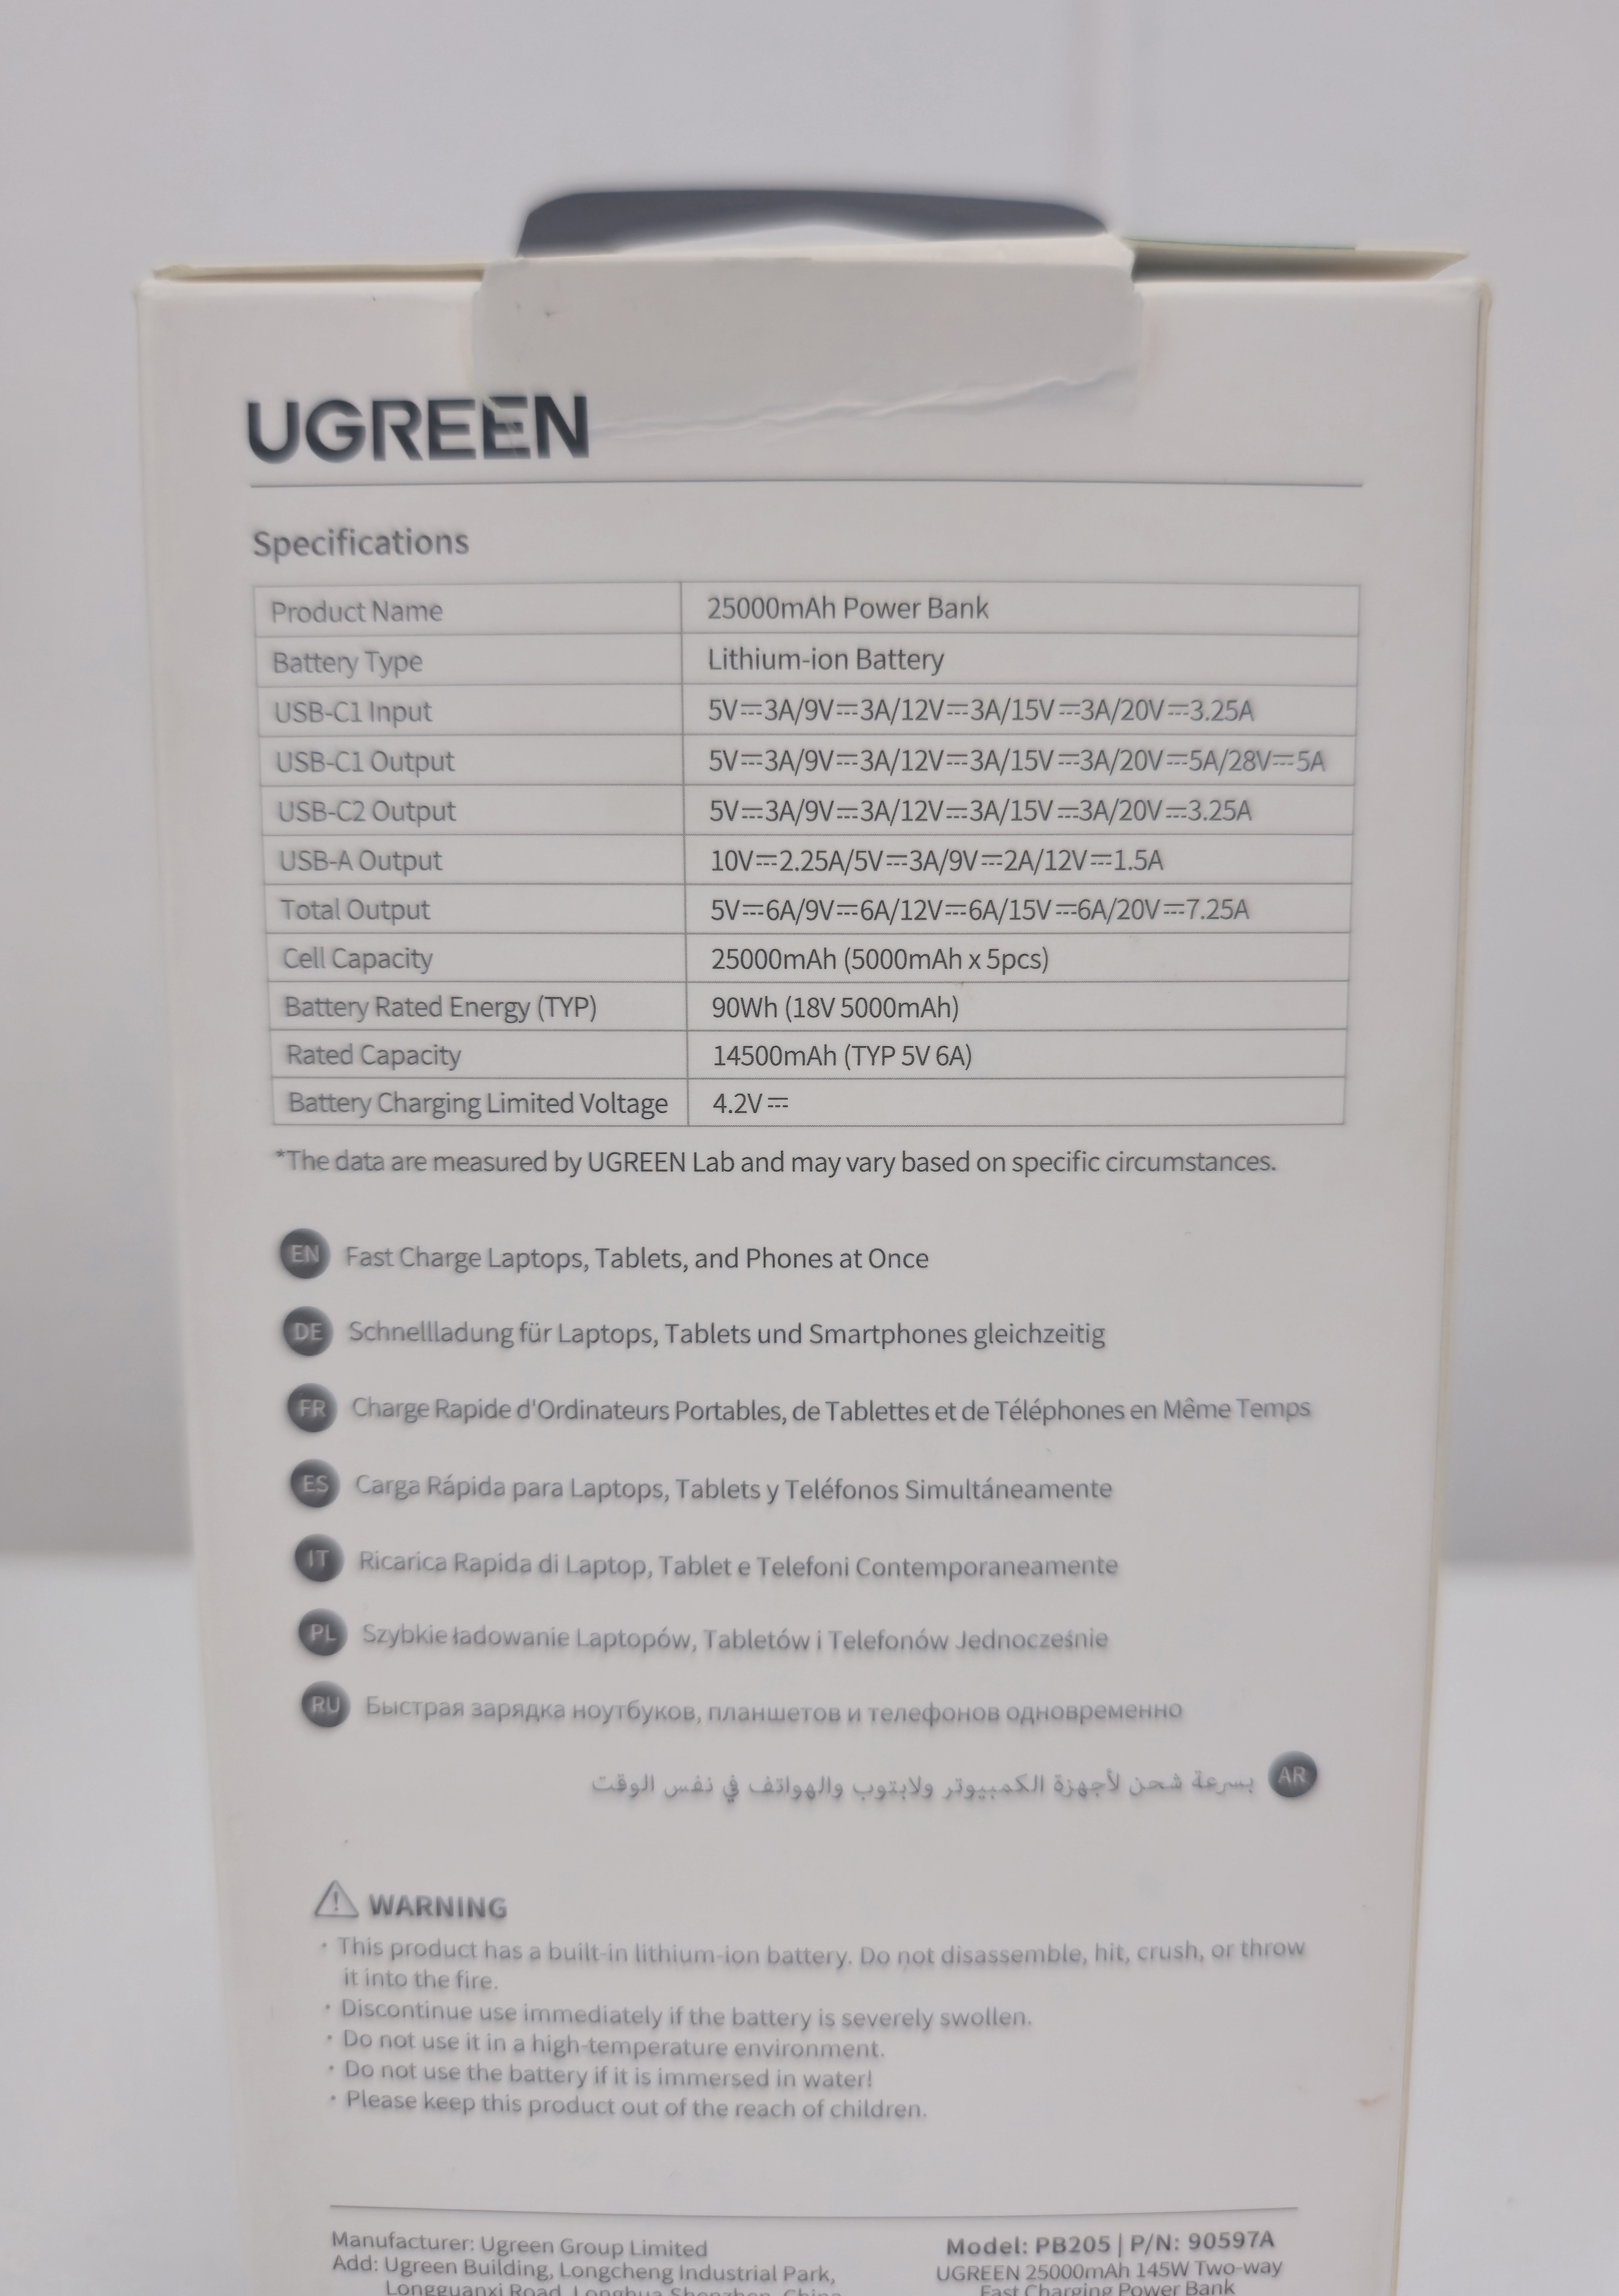 UGREEN
Specifications
Product Name 25000mAh Power Bank
Battery Type Lithium-ion Battery
USB-C1 Input 5V⎓3A/9V⎓3A/12V⎓3A/15V⎓3A/20V⎓3.25A
USB-C1 Output 5V⎓3A/9V⎓3A/12V⎓3A/15V⎓3A/20V⎓5A/28V⎓5A
USB-C2 Output 5V⎓3A/9V⎓3A/12V⎓3A/15V⎓3A/20V⎓3.25A
USB-A Output 10V⎓2.25A/5V⎓3A/9V⎓2A/12V⎓1.5A
Total Output 5V⎓6A/9V⎓6A/12V⎓6A/15V⎓6A/20V⎓7.25A
Cell Capacity 25000mAh (5000mAh x 5pcs)
Battery Rated Energy (TYP) 90Wh (18V 5000mAh)
Rated Capacity 14500mAh (TYP 5V 6A)
Battery Charging Limited Voltage 4.2V⎓
*The data are measured by UGREEN Lab and may vary based on specific circumstances.
EN Fast Charge Laptops, Tablets, and Phones at Once
DE Schnellladung für Laptops, Tablets und Smartphones gleichzeitig
FR Charge Rapide d'Ordinateurs Portables, de Tablettes et de Téléphones en Même Temps
ES Carga Rápida para Laptops, Tablets y Teléfonos Simultáneamente
IT Ricarica Rapida di Laptop, Tablet e Telefoni Contemporaneamente
PL Szybkie ładowanie Laptopów, Tabletów i Telefonów Jednocześnie
RU Быстрая зарядка ноутбуков, планшетов и телефонов одновременно
AR بسرعة شحن لأجهزة الكمبيوتر ولابتوب والهواتف في نفس الوقت
WARNING
· This product has a built-in lithium-ion battery. Do not disassemble, hit, crush, or throw
it into the fire.
· Discontinue use immediately if the battery is severely swollen.
· Do not use it in a high-temperature environment.
· Do not use the battery if it is immersed in water!
· Please keep this product out of the reach of children.
Manufacturer: Ugreen Group Limited
Add: Ugreen Building, Longcheng Industrial Park,
Longguanxi Road, Longhua Shenzhen, China
Model: PB205 | P/N: 90597A
UGREEN 25000mAh 145W Two-way
Fast Charging Power Bank